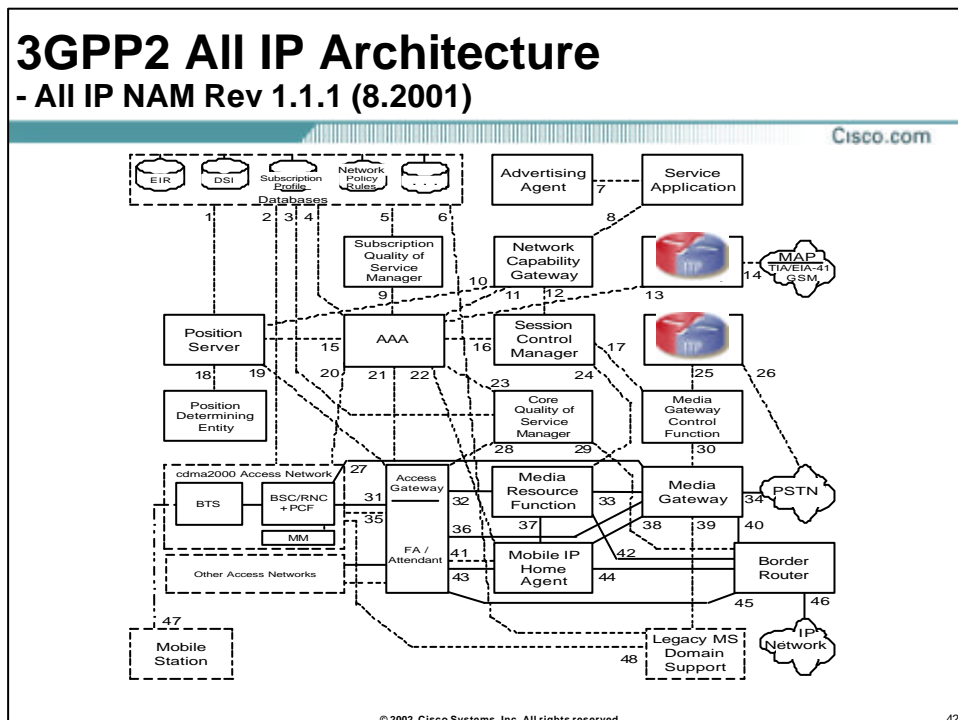 3GPP2 All IP Architecture
- All IP NAM Rev 1.1.1 (8.2001)
Cisco.com
EIR
DSI
Subscription
Profile
Network
Policy
Rules
. . .
Databases
1
2
3
4
5
6
Advertising
Agent
7
Service
Application
8
Subscription
Quality of
Service
Manager
9
Network
Capability
Gateway
10
11
12
13
14
MAP
TIA/EIA-41
GSM
Position
Server
15
AAA
16
Session
Control
Manager
17
18
19
20
21
22
23
24
25
26
Position
Determining
Entity
Core
Quality of
Service
Manager
Media
Gateway
Control
Function
27
28
29
30
cdma2000 Access Network
BTS
BSC/RNC
+PCF
MM
31
35
Access
Gateway
FA /
Attendant
32
Media
Resource
Function
33
Media
Gateway
34
PSTN
36
37
38
39
40
Other Access Networks
41
43
Mobile IP
Home
Agent
42
44
Border
Router
45
46
47
Mobile
Station
48
Legacy MS
Domain
Support
IP
Network
© 2002, Cisco Systems, Inc. All rights reserved.